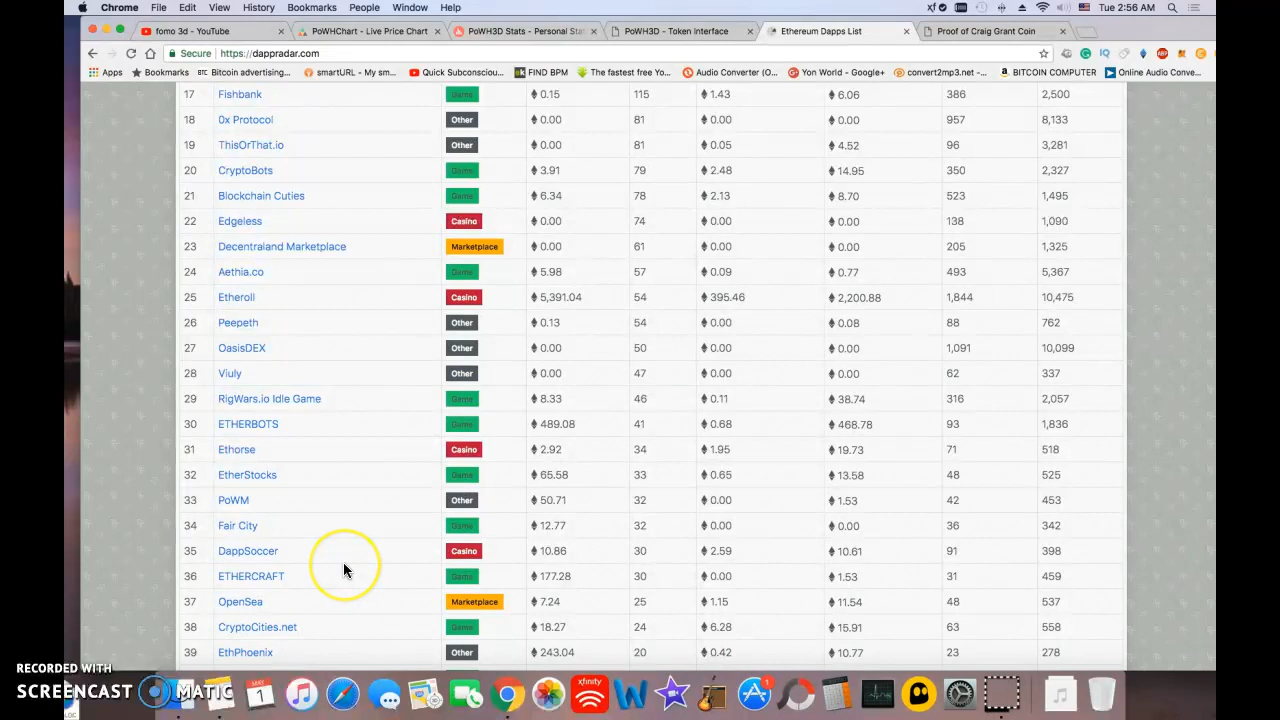 Chrome File Edit View History Bookmarks People Window Help Tue 2:56 AM
fomo 3d - YouTube PoWHChart - Live Price Chart PoWH3D Stats - Personal Stat PoWH3D - Token Interface Ethereum Dapps List Proof of Craig Grant Coin
Secure https://dappradar.com
Apps Bookmarks BTC Bitcoin advertising... smartURL - My sm... Quick Subconsciou... FIND BPM The fastest free Yo... Audio Converter (O... Yon World - Google+ convert2mp3.net -... BITCOIN COMPUTER Online Audio Conve...
17 Fishbank Game 0.15 115 1.43 6.06 386 2,500
18 0x Protocol Other 0.00 81 0.00 0.00 957 8,133
19 ThisOrThat.io Other 0.00 81 0.05 4.52 96 3,281
20 CryptoBots Game 3.91 79 2.48 14.95 350 2,327
21 Blockchain Cuties Game 6.34 78 2.13 8.70 523 1,495
22 Edgeless Casino 0.00 74 0.00 0.00 138 1,090
23 Decentraland Marketplace Marketplace 0.00 61 0.00 0.00 205 1,325
24 Aethia.co Game 5.98 57 0.09 0.77 493 5,367
25 Etheroll Casino 5,391.04 54 395.46 2,200.88 1,844 10,475
26 Peepeth Other 0.13 54 0.00 0.08 88 762
27 OasisDEX Other 0.00 50 0.00 0.00 1,091 10,099
28 Viuly Other 0.00 47 0.00 0.00 62 337
29 RigWars.io Idle Game Game 8.33 46 0.11 38.74 316 2,057
30 ETHERBOTS Game 489.08 41 0.68 468.78 93 1,836
31 Ethorse Casino 2.92 34 1.95 19.73 71 518
32 EtherStocks Game 65.58 33 0.65 13.58 48 525
33 PoWM Other 50.71 32 0.00 1.53 42 453
34 Fair City Game 12.77 32 0.00 0.00 36 342
35 DappSoccer Casino 10.86 30 2.59 10.61 91 398
36 ETHERCRAFT Game 177.28 30 0.00 1.53 31 459
37 OpenSea Marketplace 7.24 25 1.15 11.54 48 537
38 CryptoCities.net Game 18.27 24 6.28 15.91 63 558
39 EthPhoenix Other 243.04 20 0.42 10.77 23 278
RECORDED WITH
SCREENCAST MATIC
MAY 1 xfinity 1